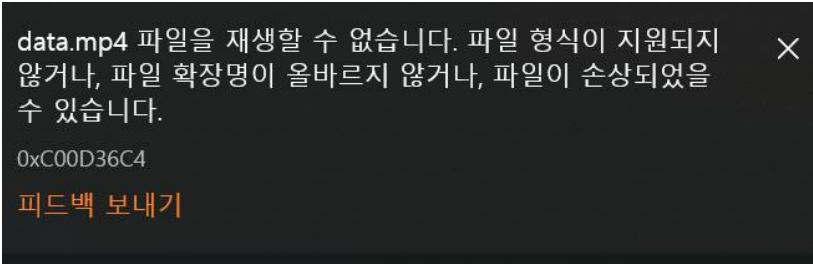 data.mp4 파일을 재생할 수 없습니다. 파일 형식이 지원되지
않거나, 파일 확장명이 올바르지 않거나, 파일이 손상되었을
수 있습니다.
0xC00D36C4
피드백 보내기